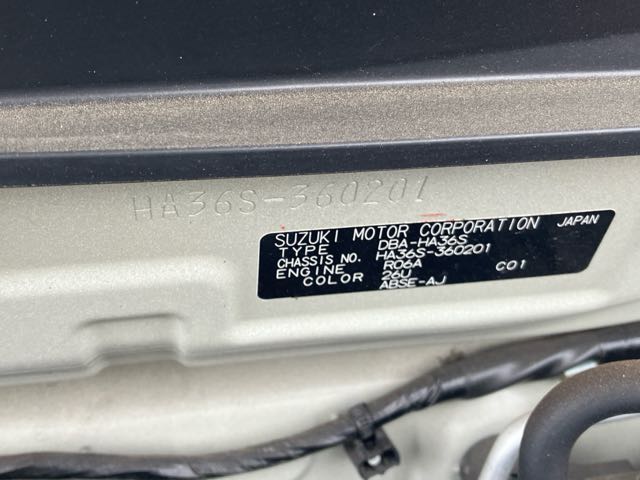 HA36S-360201
SUZUKI MOTOR CORPORATION JAPAN
TYPE DBA-HA36S
CHASSIS NO. HA36S-360201
ENGINE R06A C01
COLOR 26U
ABSE-AJ